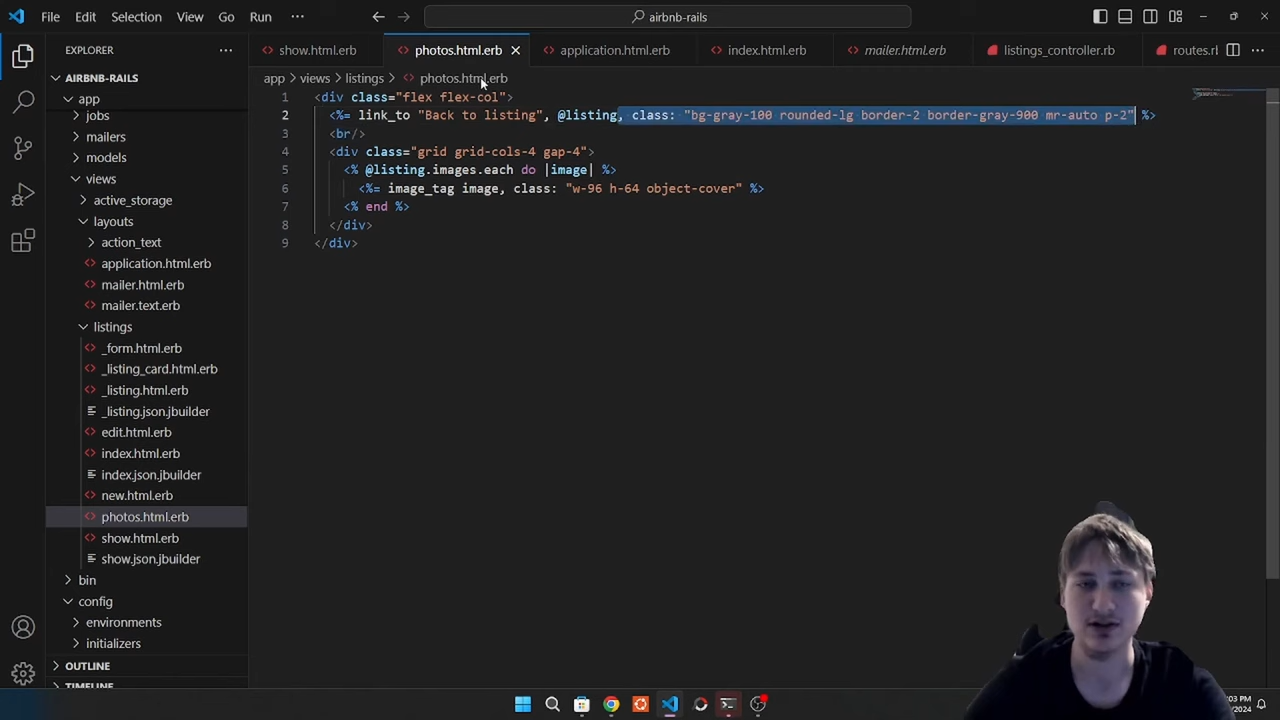 File Edit Selection View Go Run ··· airbnb-rails
EXPLORER ···
show.html.erb photos.html.erb application.html.erb index.html.erb mailer.html.erb listings_controller.rb routes.rl
AIRBNB-RAILS
app > views > listings > photos.html.erb
app
jobs
mailers
models
views
active_storage
layouts
action_text
application.html.erb
mailer.html.erb
mailer.text.erb
listings
_form.html.erb
_listing_card.html.erb
_listing.html.erb
_listing.json.jbuilder
edit.html.erb
index.html.erb
index.json.jbuilder
new.html.erb
photos.html.erb
show.html.erb
show.json.jbuilder
bin
config
environments
initializers
OUTLINE
1 <div class="flex flex-col">
2 <%= link_to "Back to listing", @listing, class: "bg-gray-100 rounded-lg border-2 border-gray-900 mr-auto p-2" %>
3 <br/>
4 <div class="grid grid-cols-4 gap-4">
5 <% @listing.images.each do |image| %>
6 <%= image_tag image, class: "w-96 h-64 object-cover" %>
7 <% end %>
8 </div>
9 </div>